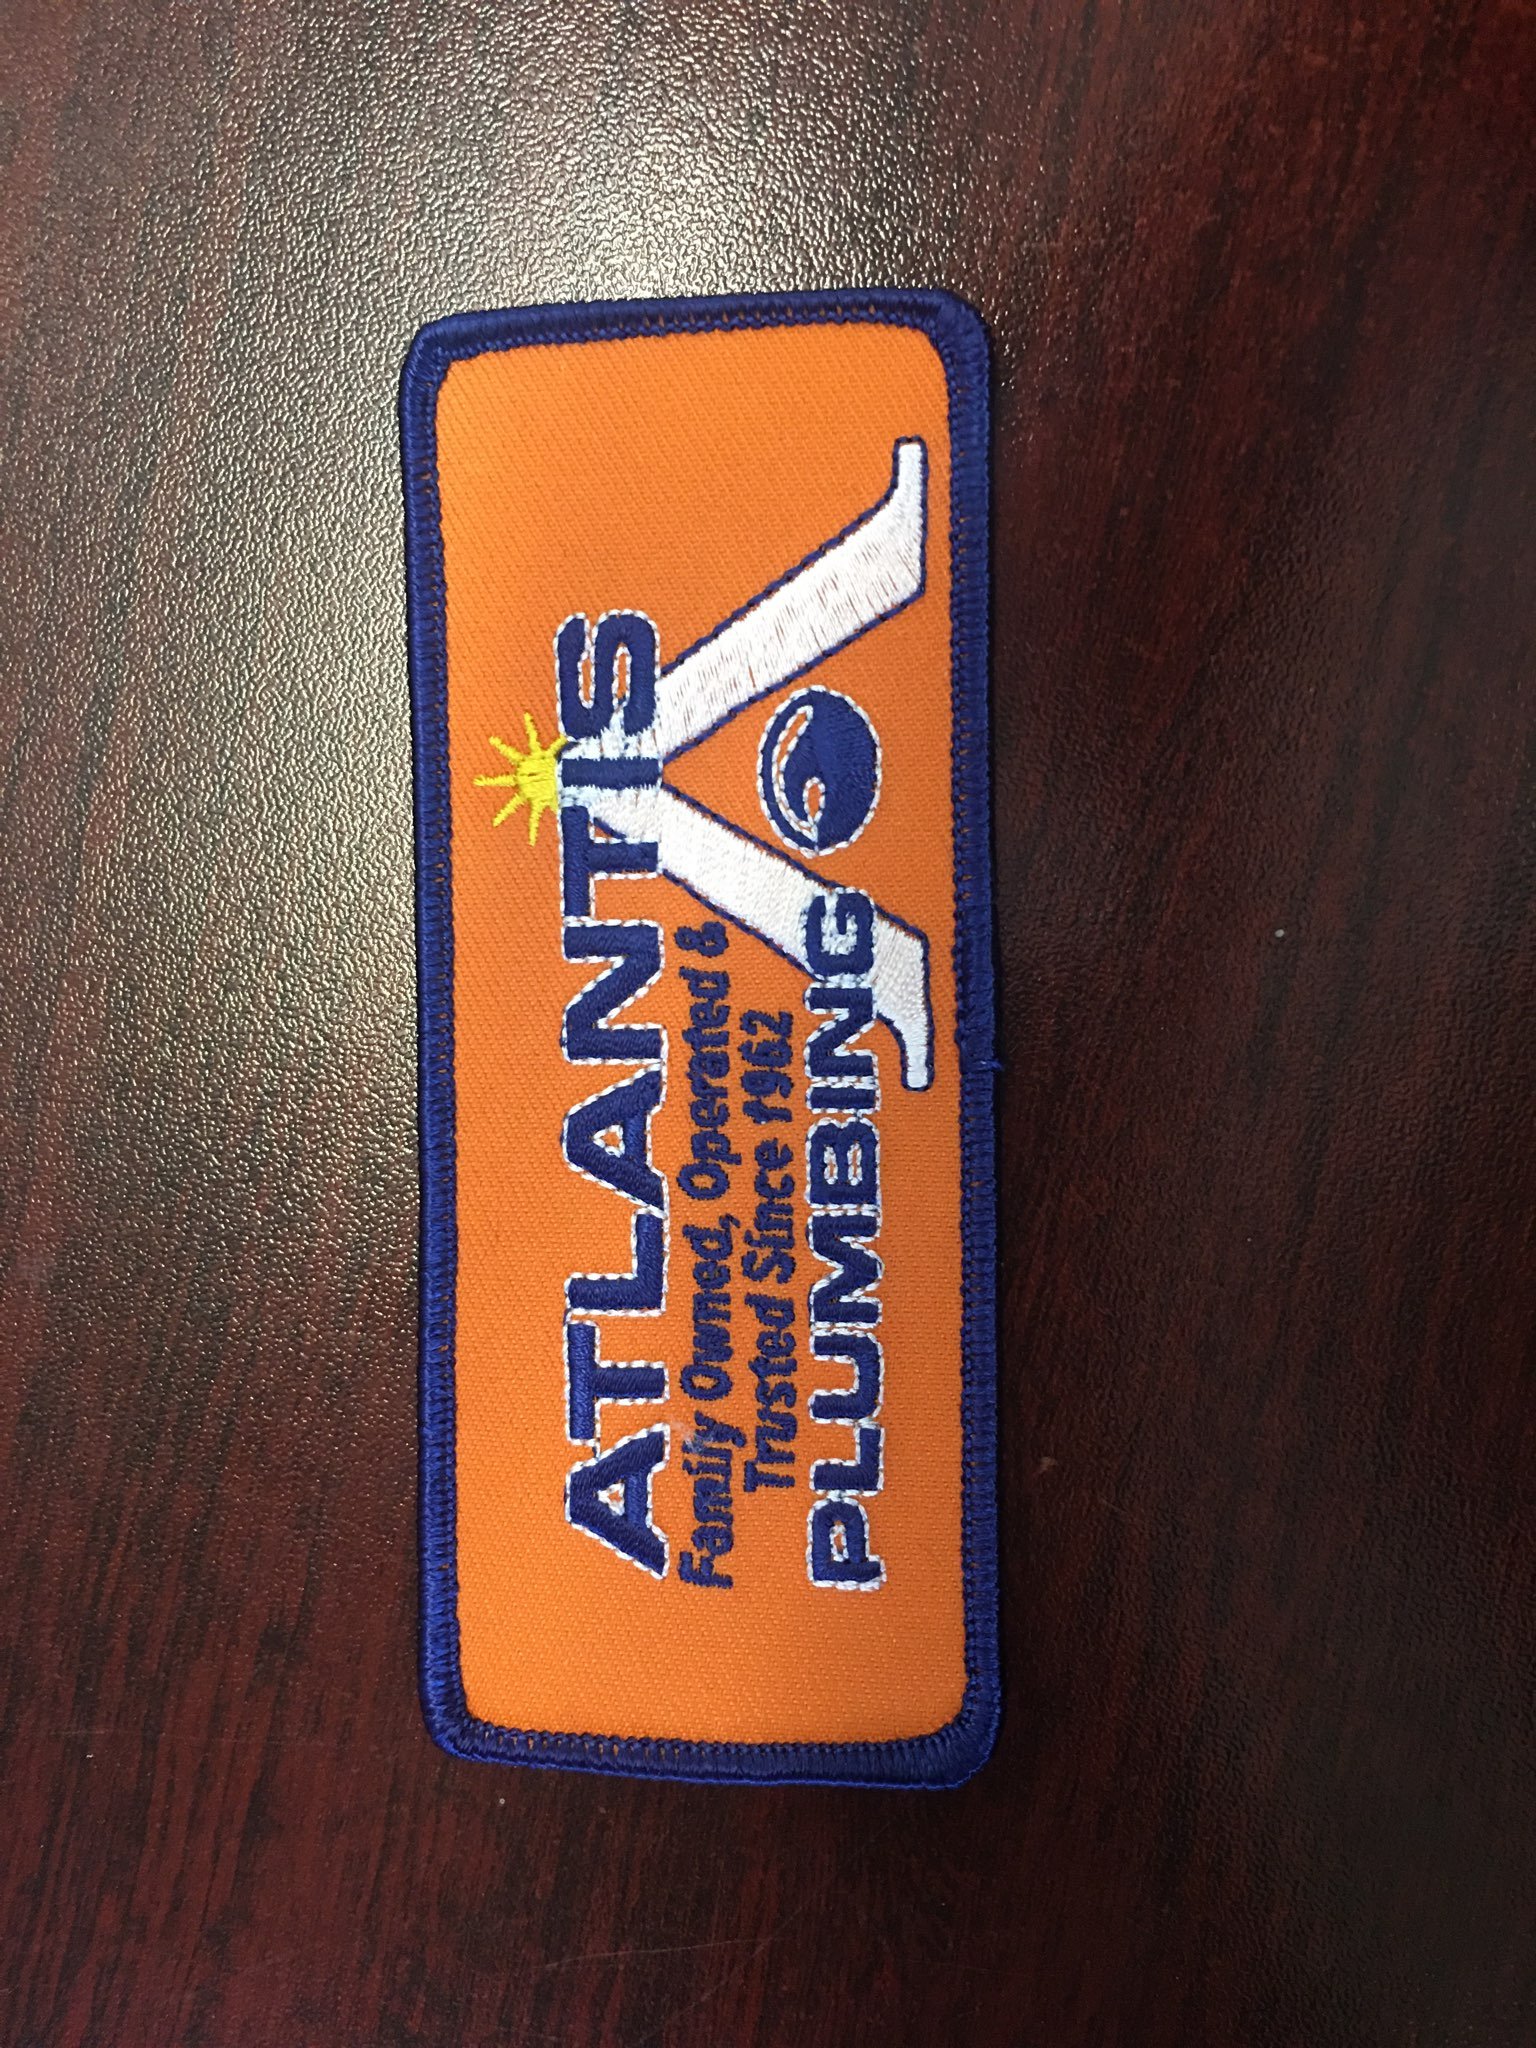 ATLANTIS
Family Owned, Operated &
Trusted Since 1962
PLUMBING